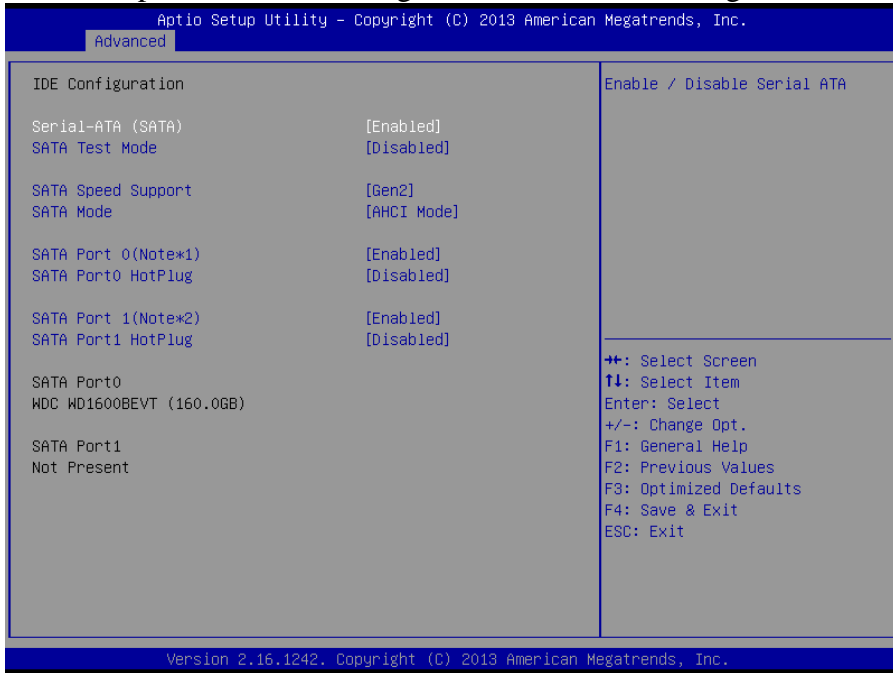 Aptio Setup Utility – Copyright (C) 2013 American Megatrends, Inc.
Advanced
IDE Configuration
Serial-ATA (SATA) [Enabled]
SATA Test Mode [Disabled]
SATA Speed Support [Gen2]
SATA Mode [AHCI Mode]
SATA Port 0(Note*1) [Enabled]
SATA Port0 HotPlug [Disabled]
SATA Port 1(Note*2) [Enabled]
SATA Port1 HotPlug [Disabled]
SATA Port0
WDC WD1600BEVT (160.0GB)
SATA Port1
Not Present
Enable / Disable Serial ATA
→←: Select Screen
↑↓: Select Item
Enter: Select
+/-: Change Opt.
F1: General Help
F2: Previous Values
F3: Optimized Defaults
F4: Save & Exit
ESC: Exit
Version 2.16.1242. Copyright (C) 2013 American Megatrends, Inc.